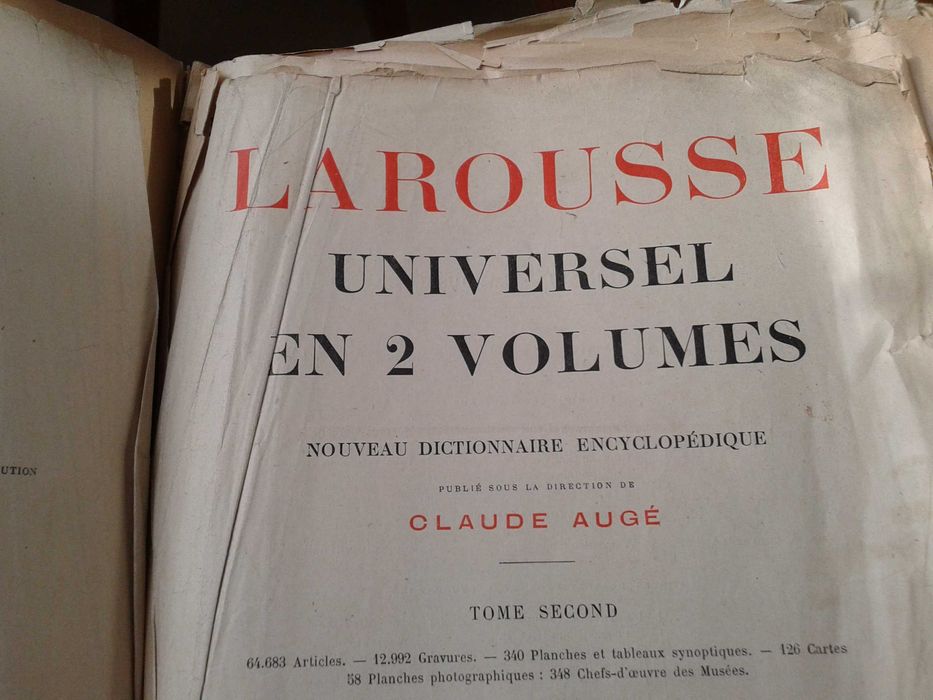 UTION
LAROUSSE
UNIVERSEL
EN 2 VOLUMES
NOUVEAU DICTIONNAIRE ENCYCLOPÉDIQUE
PUBLIÉ SOUS LA DIRECTION DE
CLAUDE AUGÉ
TOME SECOND
64.683 Articles. — 12.992 Gravures. — 340 Planches et tableaux synoptiques. — 126 Cartes
58 Planches photographiques : 348 Chefs-d'œuvre des Musées.